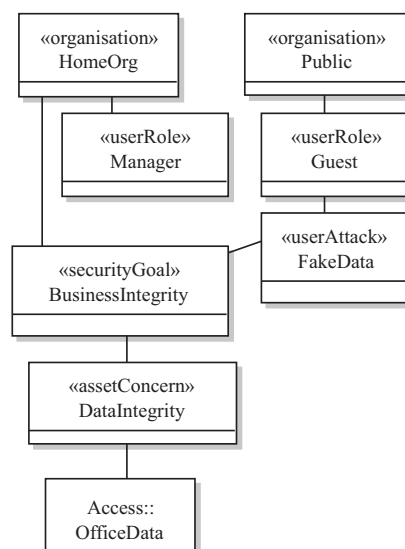 «organisation»
HomeOrg
«organisation»
Public
«userRole»
Manager
«userRole»
Guest
«userAttack»
FakeData
«securityGoal»
BusinessIntegrity
«assetConcern»
DataIntegrity
Access::
OfficeData